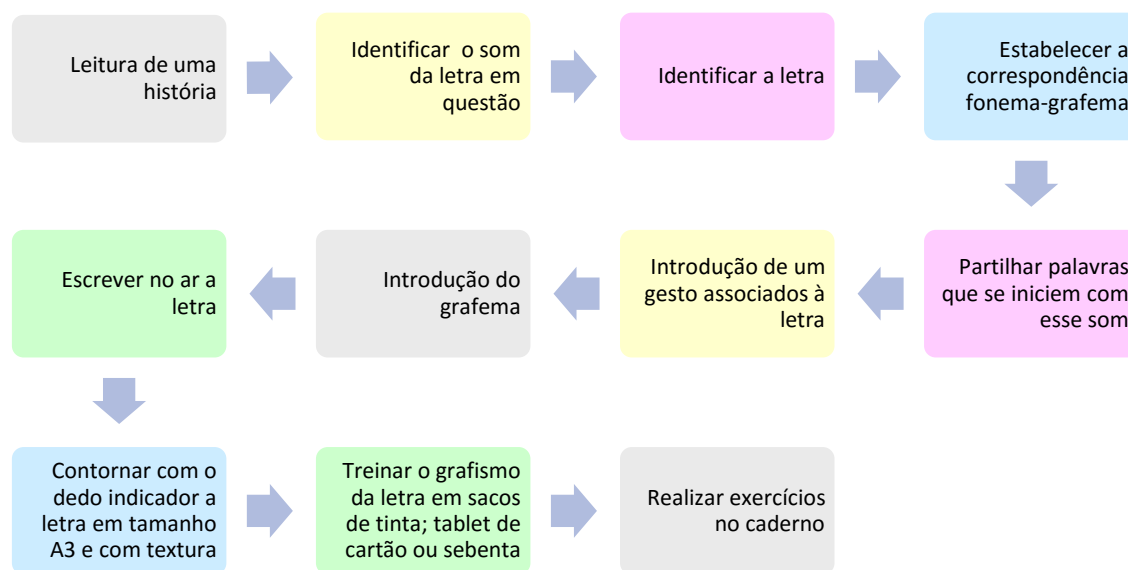 Leitura de uma
história
Identificar o som
da letra em
questão
Identificar a letra
Estabelecer a
correspondência
fonema-grafema
Partilhar palavras
que se iniciem com
esse som
Introdução de um
gesto associados à
letra
Introdução do
grafema
Escrever no ar a
letra
Contornar com o
dedo indicador a
letra em tamanho
A3 e com textura
Treinar o grafismo
da letra em sacos
de tinta; tablet de
cartão ou sebenta
Realizar exercícios
no caderno